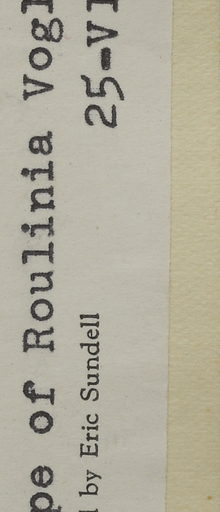 pe of Roulinia Vogl
25-VI
l by Eric Sundell